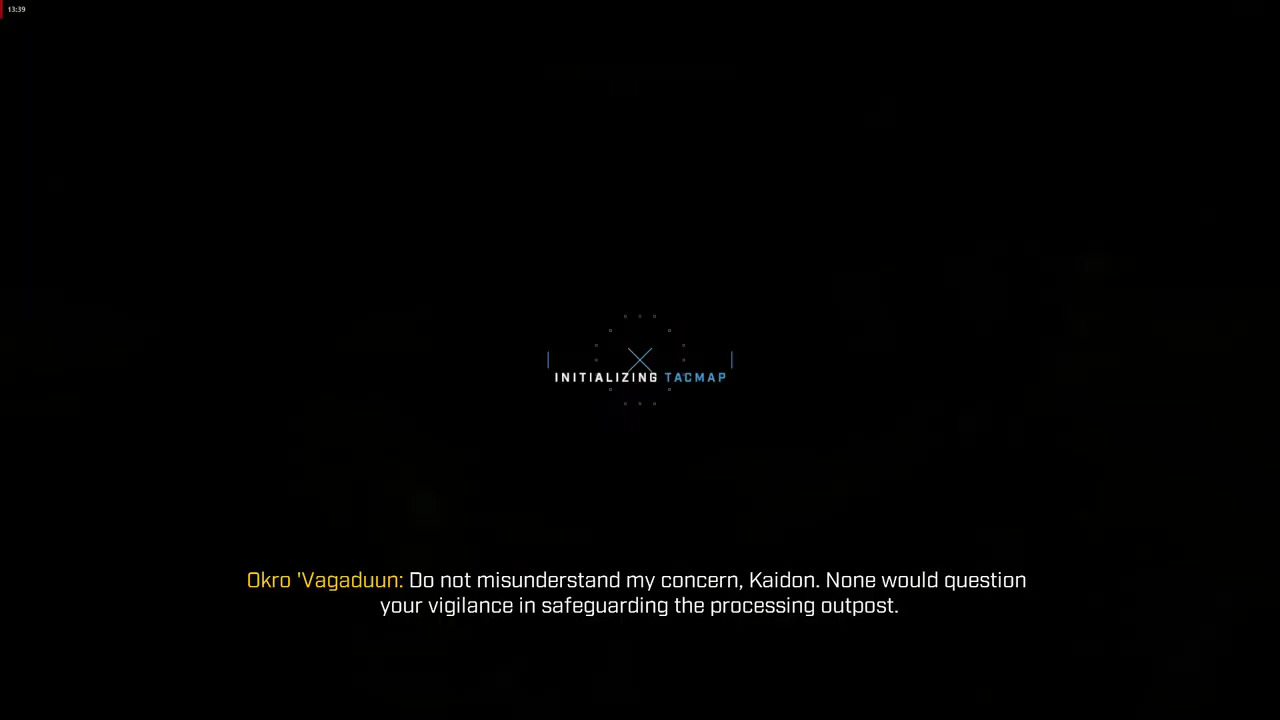 13:39
INITIALIZING TACMAP
Okro 'Vagaduun: Do not misunderstand my concern, Kaidon. None would question
your vigilance in safeguarding the processing outpost.